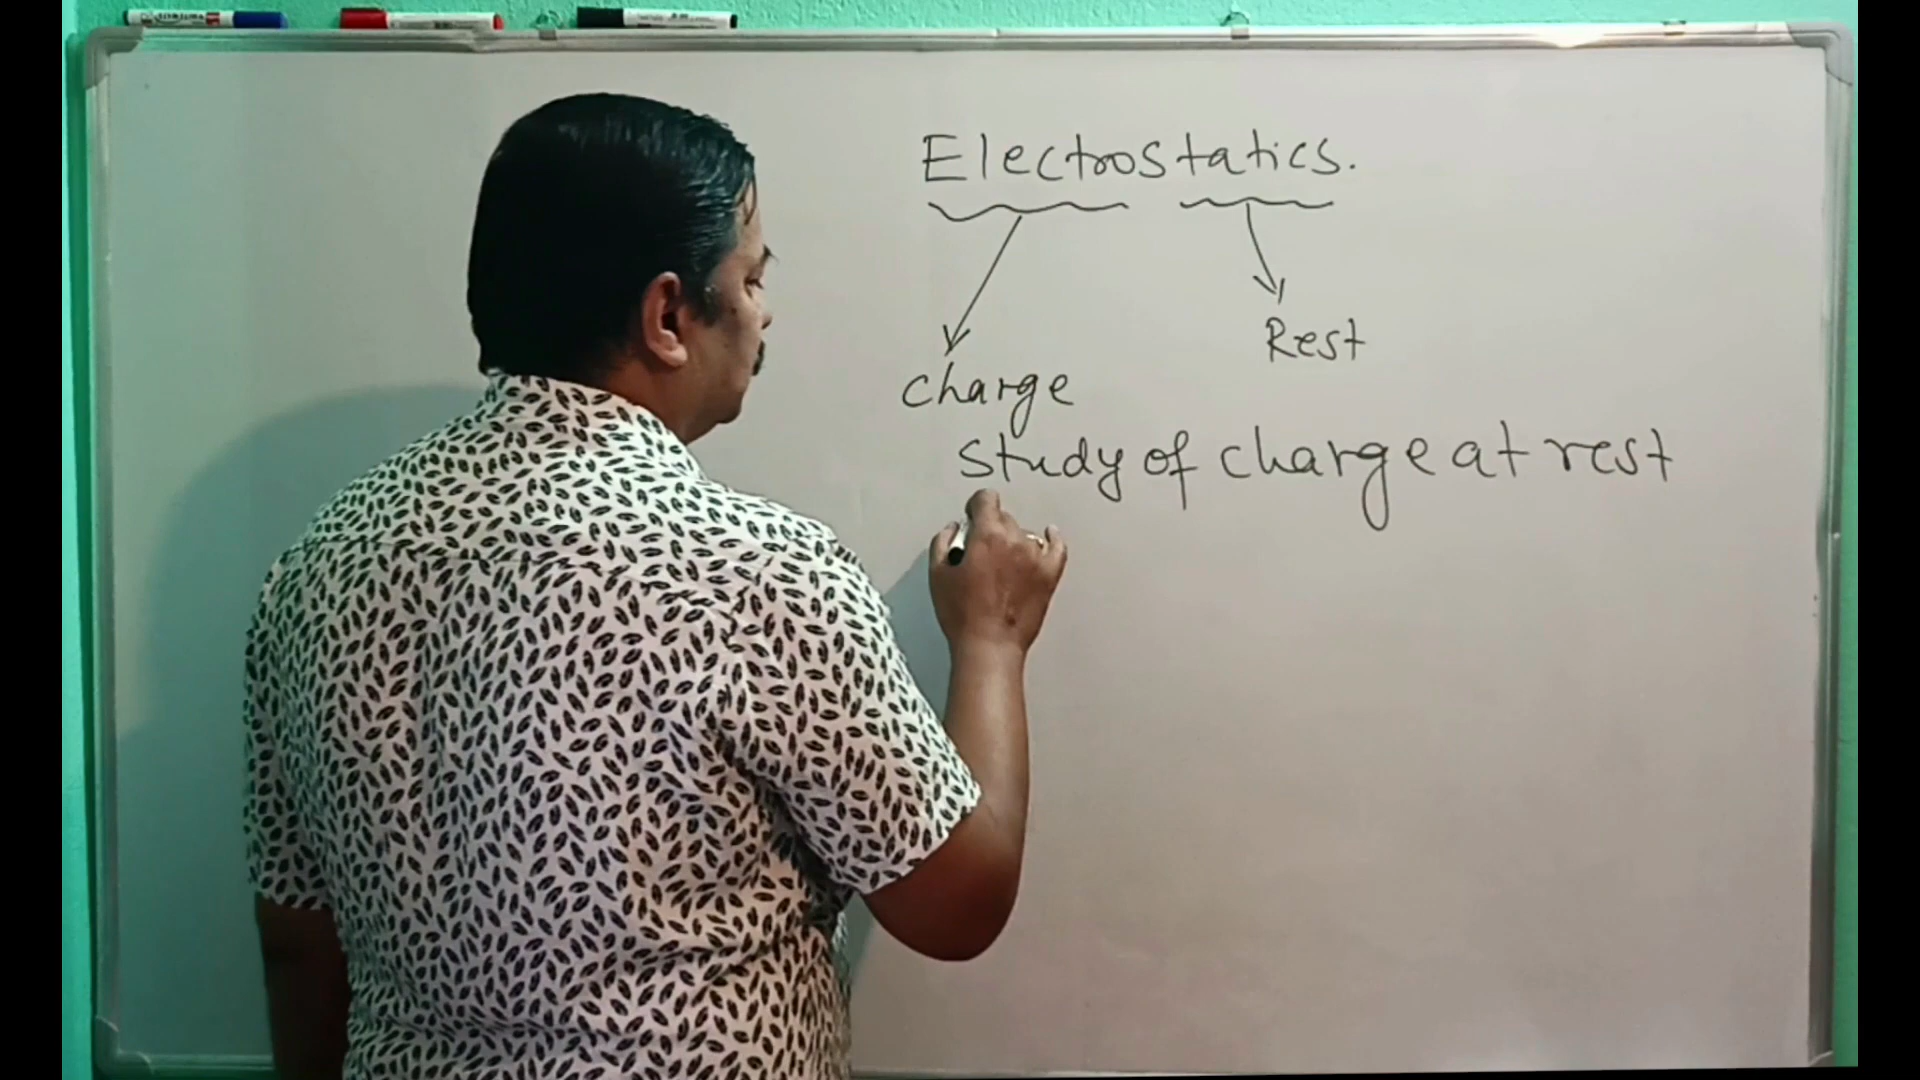 Electrostatics.
Rest
charge
study of charge at rest